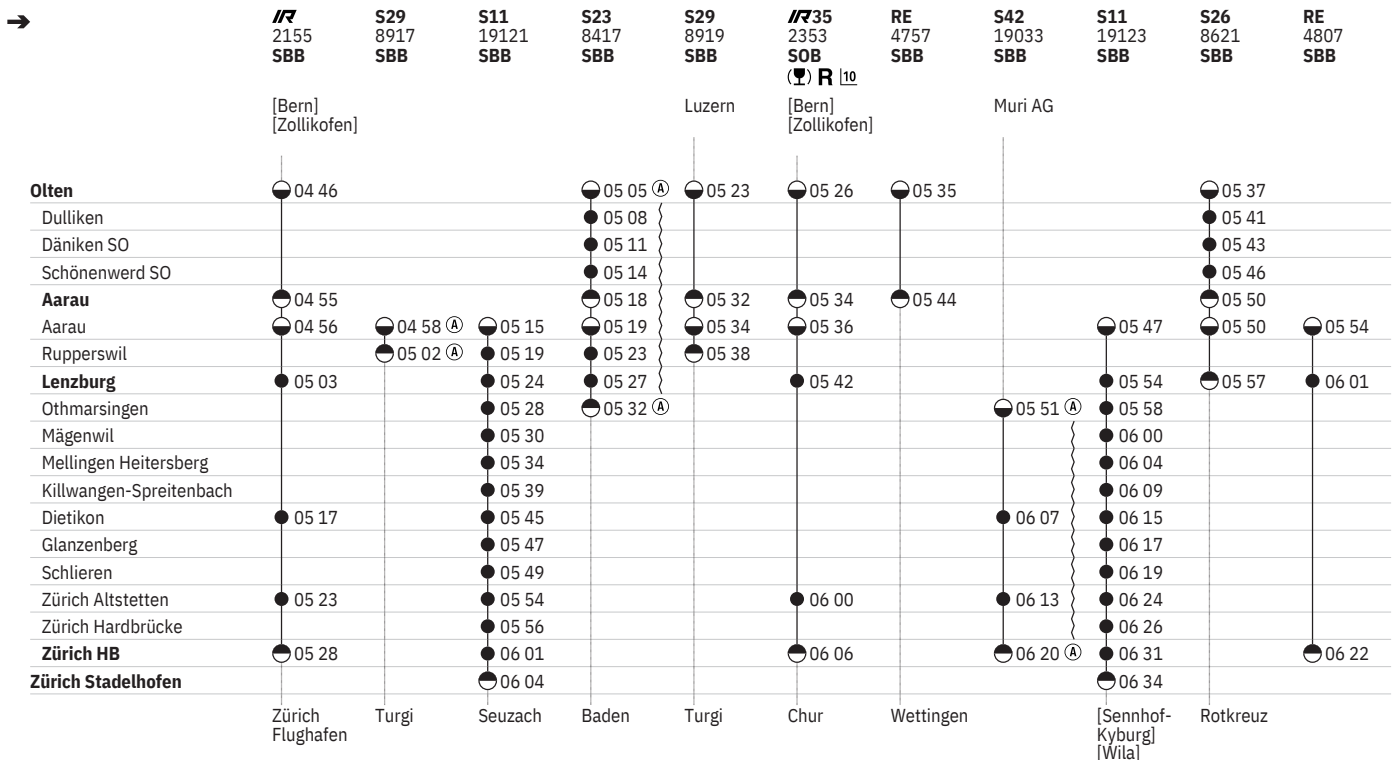 IR S29 S11 S23 S29 IR35 RE S42 S11 S26 RE
2155 8917 19121 8417 8919 2353 4757 19033 19123 8621 4807
SBB SBB SBB SBB SBB SOB SBB SBB SBB SBB SBB
R 10
[Bern] Luzern [Bern] Muri AG
[Zollikofen] [Zollikofen]
Olten 04 46 05 05 A 05 23 05 26 05 35 05 37
Dulliken 05 08 05 41
Däniken SO 05 11 05 43
Schönenwerd SO 05 14 05 46
Aarau 04 55 05 18 05 32 05 34 05 44 05 50
Aarau 04 56 04 58 A 05 15 05 19 05 34 05 36 05 47 05 50 05 54
Rupperswil 05 02 A 05 19 05 23 05 38
Lenzburg 05 03 05 24 05 27 05 42 05 54 05 57 06 01
Othmarsingen 05 28 05 32 A 05 51 A 05 58
Mägenwil 05 30 06 00
Mellingen Heitersberg 05 34 06 04
Killwangen-Spreitenbach 05 39 06 09
Dietikon 05 17 05 45 06 07 06 15
Glanzenberg 05 47 06 17
Schlieren 05 49 06 19
Zürich Altstetten 05 23 05 54 06 00 06 13 06 24
Zürich Hardbrücke 05 56 06 26
Zürich HB 05 28 06 01 06 06 06 20 A 06 31 06 22
Zürich Stadelhofen 06 04 06 34
Zürich Turgi Seuzach Baden Turgi Chur Wettingen [Sennhof- Rotkreuz
Flughafen Kyburg]
[Wila]